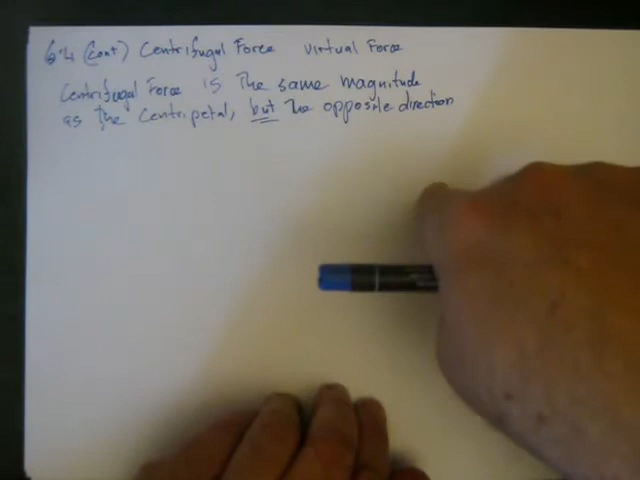 6.4 (cont) Centrifugal Force virtual Force
Centrifugal Force is the same magnitude
as the Centripetal, but the opposite direction